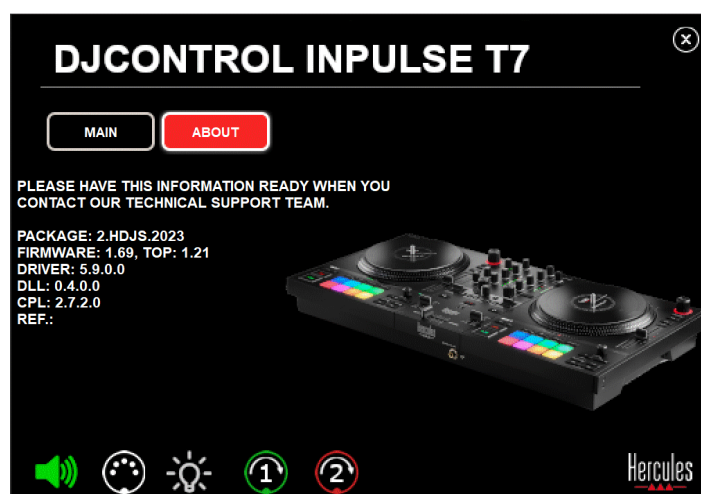 DJCONTROL INPULSE T7
MAIN
ABOUT
PLEASE HAVE THIS INFORMATION READY WHEN YOU
CONTACT OUR TECHNICAL SUPPORT TEAM.
PACKAGE: 2.HDJS.2023
FIRMWARE: 1.69, TOP: 1.21
DRIVER: 5.9.0.0
DLL: 0.4.0.0
CPL: 2.7.2.0
REF.:
1
2
Hercules